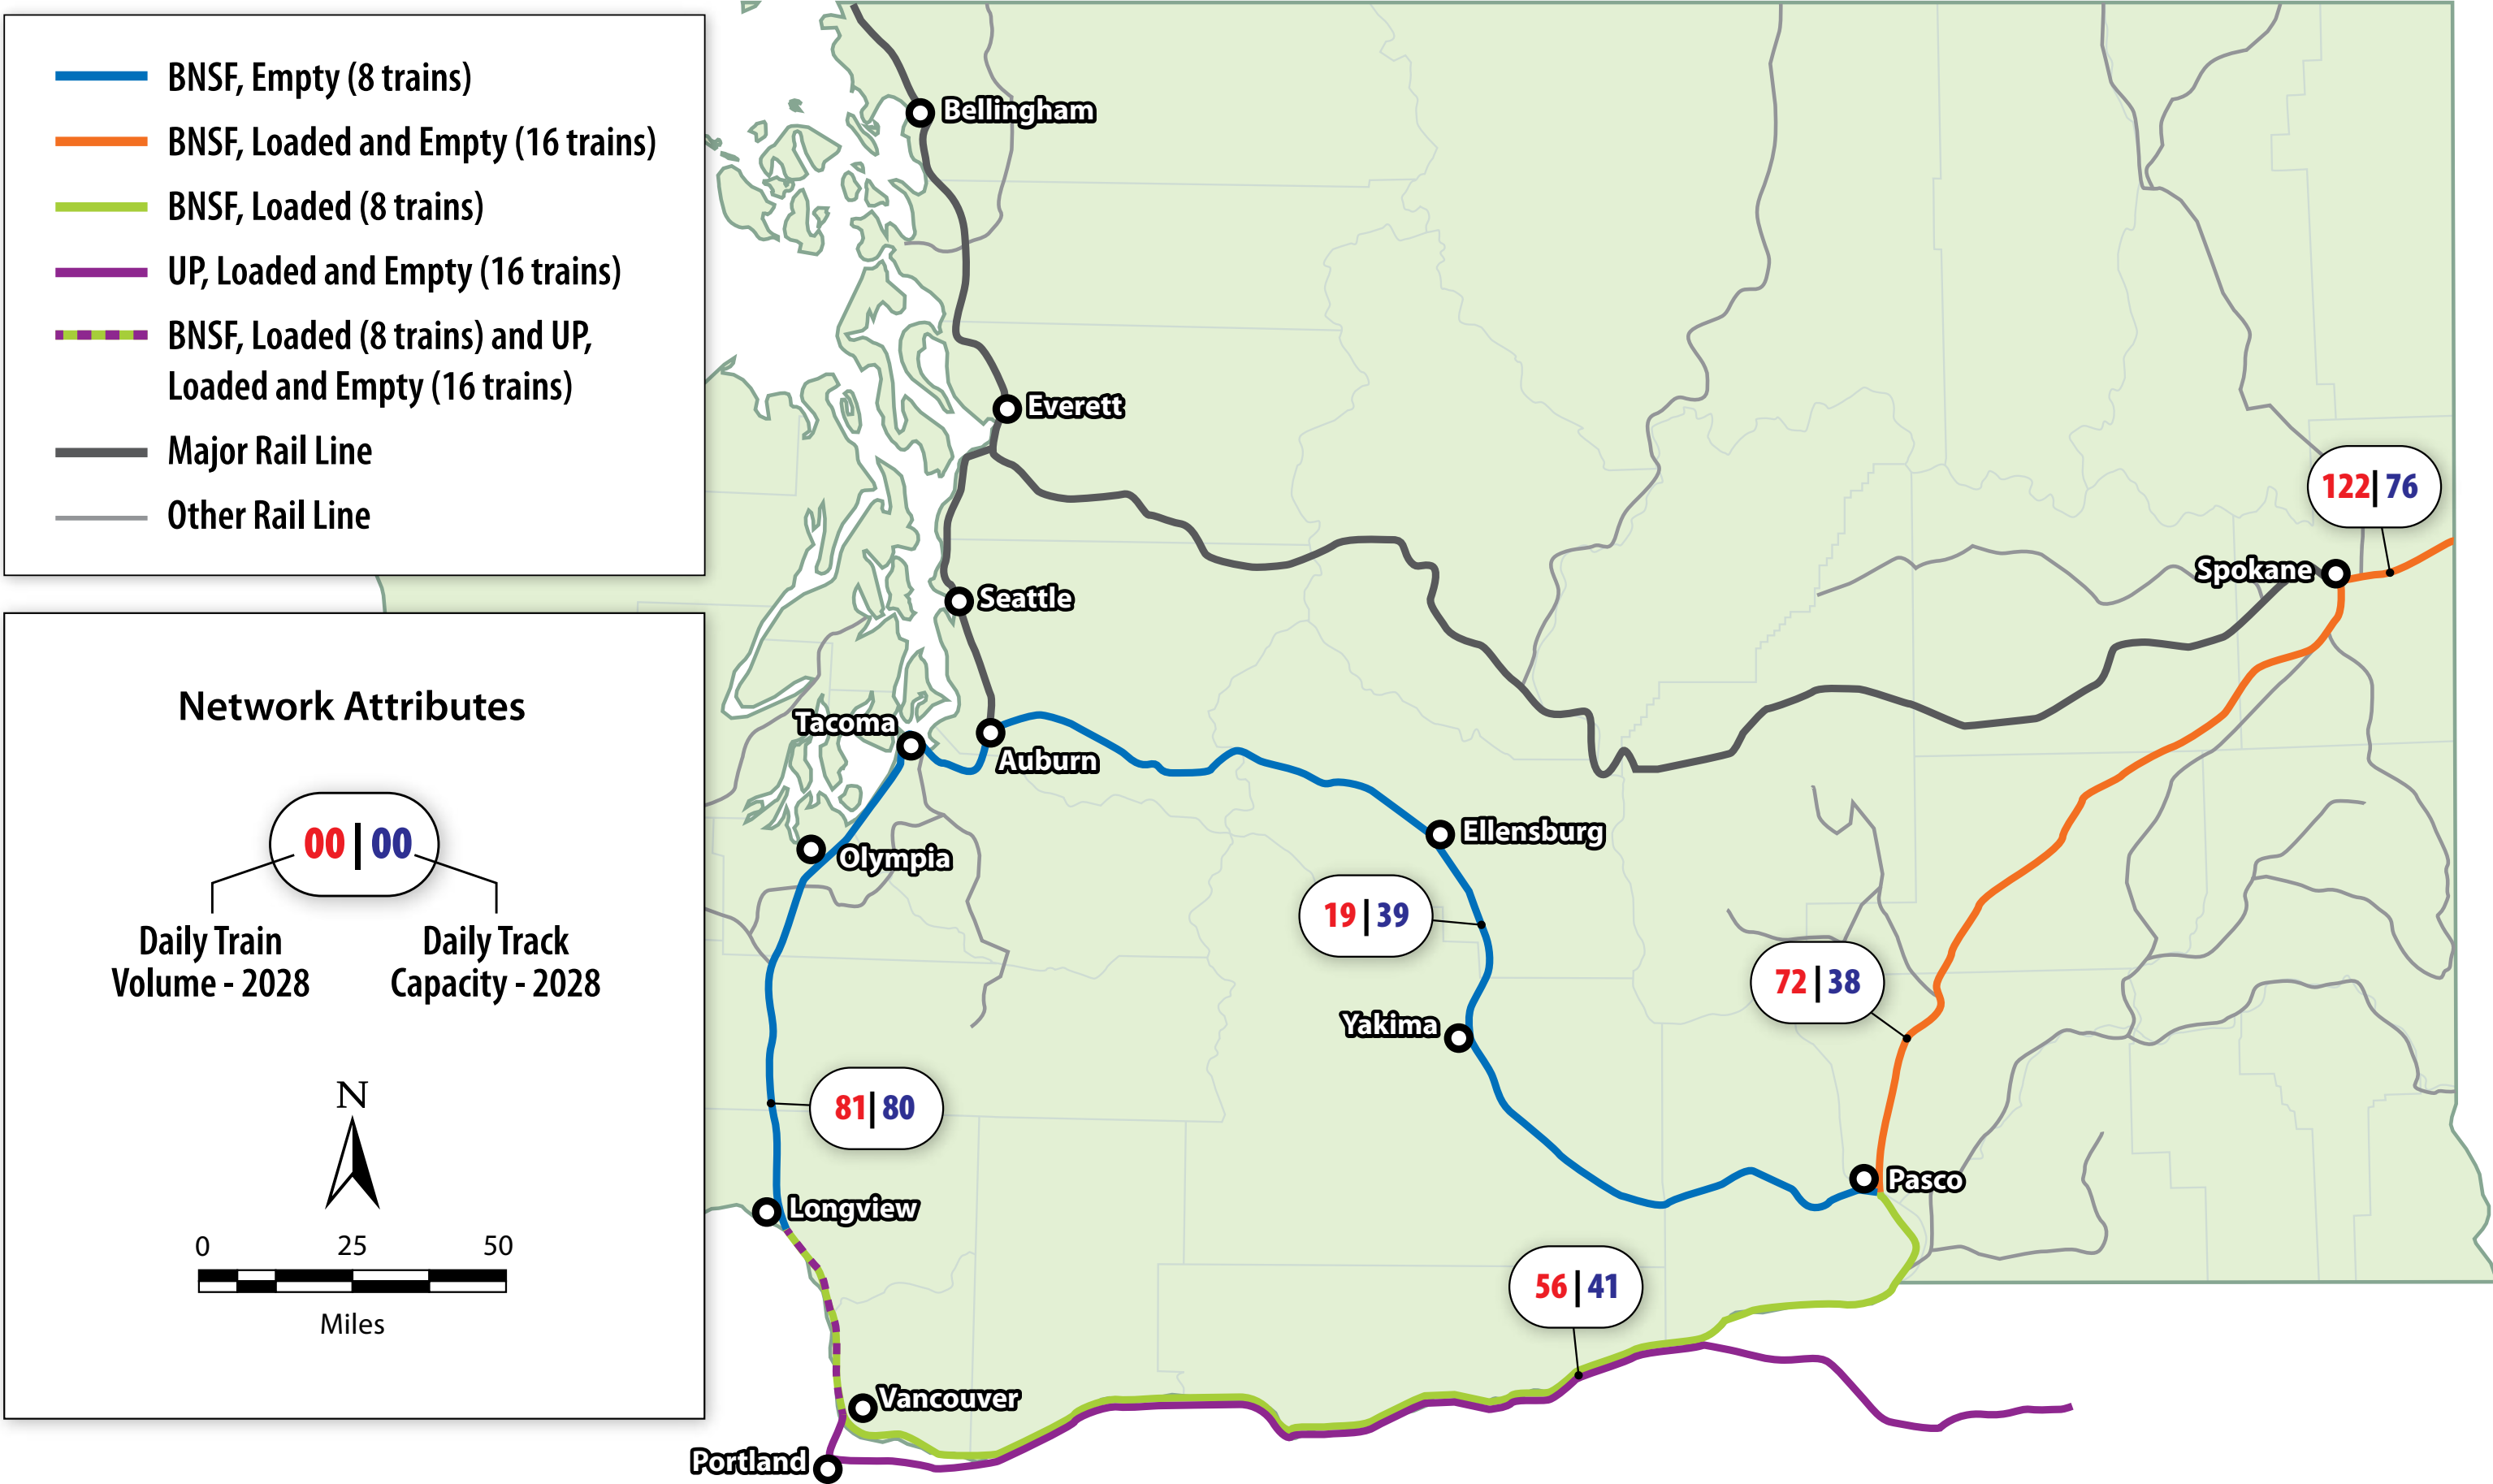 BNSF, Empty (8 trains)
BNSF, Loaded and Empty (16 trains)
BNSF, Loaded (8 trains)
UP, Loaded and Empty (16 trains)
BNSF, Loaded (8 trains) and UP,
Loaded and Empty (16 trains)
Major Rail Line
Other Rail Line
Network Attributes
00|00
Daily Train
Volume - 2028
Daily Track
Capacity - 2028
N
0 25 50
Miles
Bellingham
Everett
122|76
Spokane
Seattle
Tacoma
Auburn
Ellensburg
Olympia
19|39
72|38
Yakima
81|80
Pasco
Longview
56|41
Vancouver
Portland